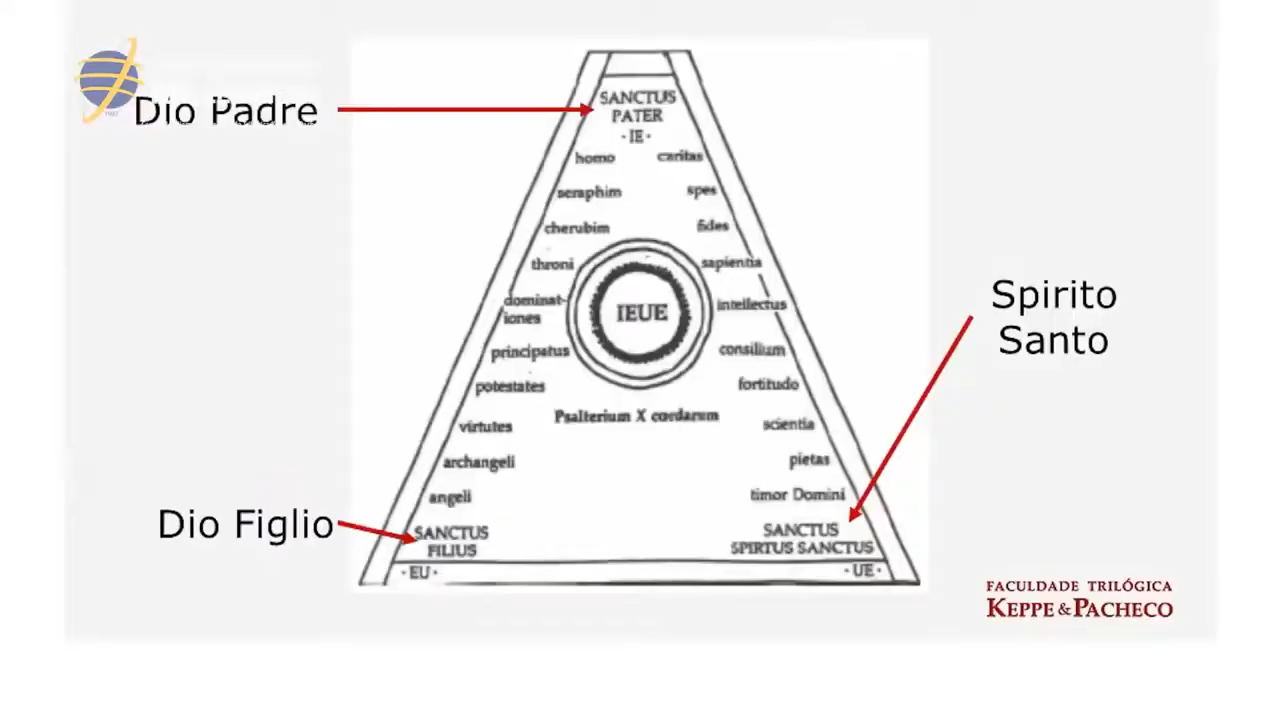 Dio Padre
SANCTUS
PATER
·IE·
homo caritas
seraphim spes
cherubim fides
throni sapientia
dominat-
iones
intellectus
IEUE
principatus consilium
potestates fortitudo
Psalterium X cordarum
virtutes scientia
archangeli pietas
angeli timor Domini
SANCTUS
FILIUS
SANCTUS
SPIRTUS SANCTUS
·EU· ·UE·
Spirito
Santo
Dio Figlio
FACULDADE TRILÓGICA
KEPPE & PACHECO